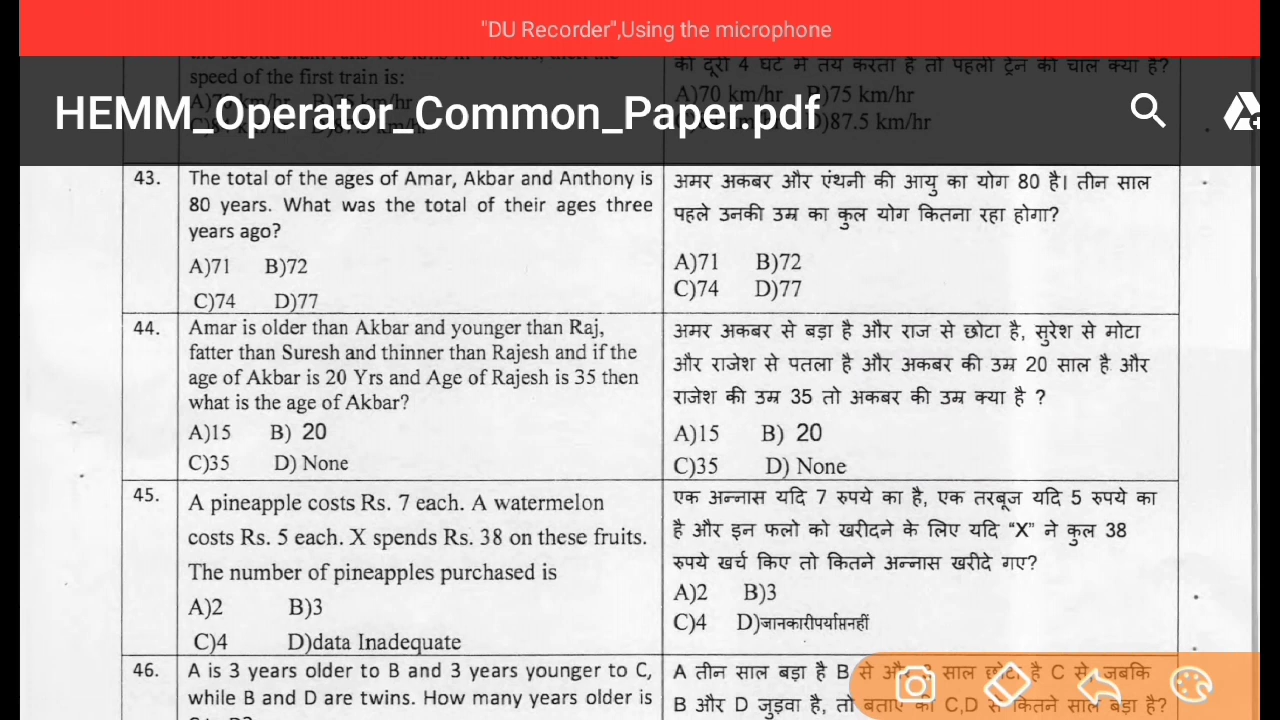 "DU Recorder",Using the microphone
speed of the first train is:
की दूरी 4 घंटे में तय करता है तो पहली ट्रेन की चाल क्या है?
A)70 km/hr B)75 km/hr
D)87.5 km/hr
HEMM_Operator_Common_Paper.pdf
43.
The total of the ages of Amar, Akbar and Anthony is
80 years. What was the total of their ages three
years ago?
A)71 B)72
C)74 D)77
अमर अकबर और एंथनी की आयु का योग 80 है। तीन साल
पहले उनकी उम्र का कुल योग कितना रहा होगा?
A)71 B)72
C)74 D)77
44.
Amar is older than Akbar and younger than Raj,
fatter than Suresh and thinner than Rajesh and if the
age of Akbar is 20 Yrs and Age of Rajesh is 35 then
what is the age of Akbar?
A)15 B) 20
C)35 D) None
अमर अकबर से बड़ा है और राज से छोटा है, सुरेश से मोटा
और राजेश से पतला है और अकबर की उम्र 20 साल है और
राजेश की उम्र 35 तो अकबर की उम्र क्या है ?
A)15 B) 20
C)35 D) None
45.
A pineapple costs Rs. 7 each. A watermelon
costs Rs. 5 each. X spends Rs. 38 on these fruits.
The number of pineapples purchased is
A)2 B)3
C)4 D)data Inadequate
एक अन्नास यदि 7 रुपये का है, एक तरबूज यदि 5 रुपये का
है और इन फलो को खरीदने के लिए यदि “X” ने कुल 38
रुपये खर्च किए तो कितने अन्नास खरीदे गए?
A)2 B)3
C)4 D)जानकारीपर्याप्तनहीं
46.
A is 3 years older to B and 3 years younger to C,
while B and D are twins. How many years older is
A तीन साल बड़ा है B से और साल छोटा है C से, जबकि
B और D जुड़वा है, तो बताए की C,D से कितने साल बड़ा है?